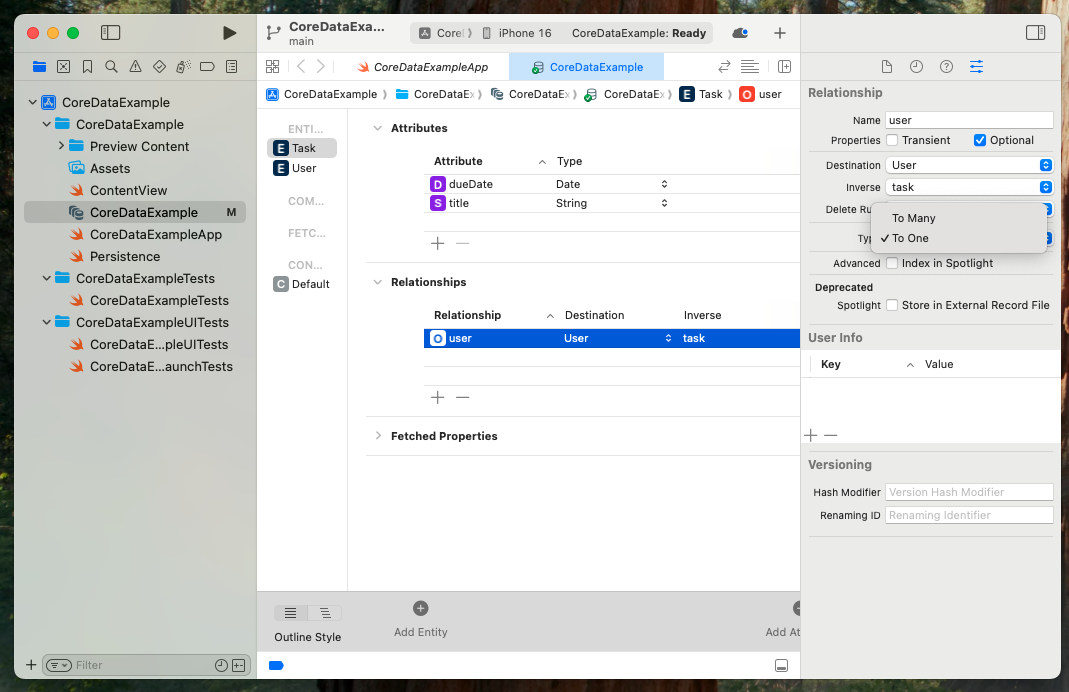 CoreDataExa...
main
iPhone 16
CoreDataExample: Ready
CoreDataExampleApp
CoreDataExample
CoreDataExample
CoreDataEx
CoreDataEx
CoreDataEx
Task
user
CoreDataExample
CoreDataExample
Preview Content
Assets
ContentView
CoreDataExample M
CoreDataExampleApp
Persistence
CoreDataExampleTests
CoreDataExampleTests
CoreDataExampleUITests
CoreDataE...pleUITests
CoreDataE...aunchTests
Filter
ENTI...
E Task
E User
COM...
FETC...
CON...
C Default
Attributes
Attribute Type
D dueDate Date
S title String
Relationships
Relationship Destination Inverse
O user User task
Fetched Properties
Outline Style
Add Entity
Add At
Relationship
Name user
Properties Transient Optional
Destination User
Inverse task
Delete Ru
To Many
Typ
To One
Advanced Index in Spotlight
Deprecated
Spotlight Store in External Record File
User Info
Key Value
Versioning
Hash Modifier Version Hash Modifier
Renaming ID Renaming Identifier